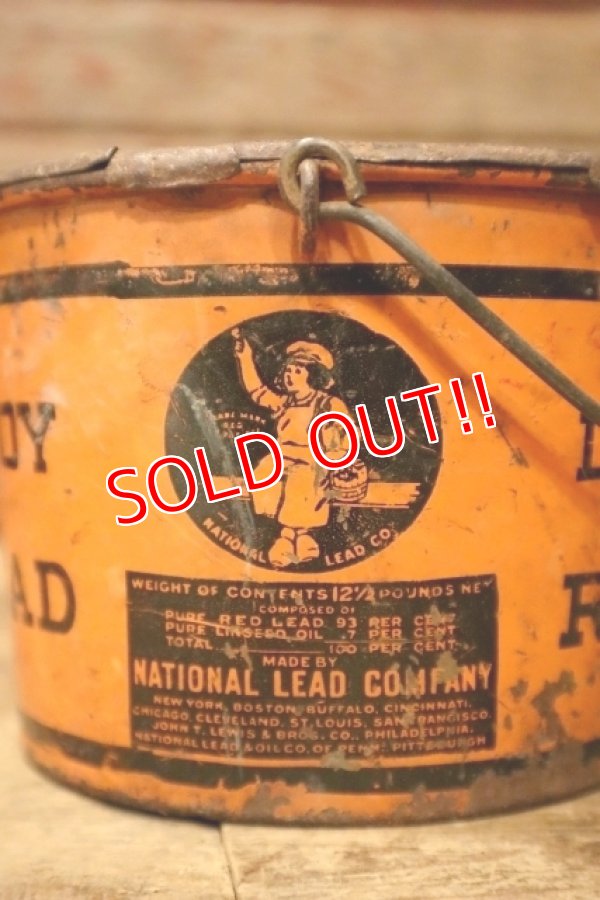 SOLD OUT!!
OY
AD
L
R
TRADE MARK
NATIONAL LEAD CO.
WEIGHT OF CONTENTS 12½ POUNDS NET
COMPOSED OF
PURE RED LEAD 93 PER CENT
PURE LINSEED OIL 7 PER CENT
TOTAL 100 PER CENT
MADE BY
NATIONAL LEAD COMPANY
NEW YORK, BOSTON, BUFFALO, CINCINNATI,
CHICAGO, CLEVELAND, ST. LOUIS, SAN FRANCISCO,
JOHN T. LEWIS & BROS. CO., PHILADELPHIA,
NATIONAL LEAD & OIL CO. OF PENN. PITTSBURGH